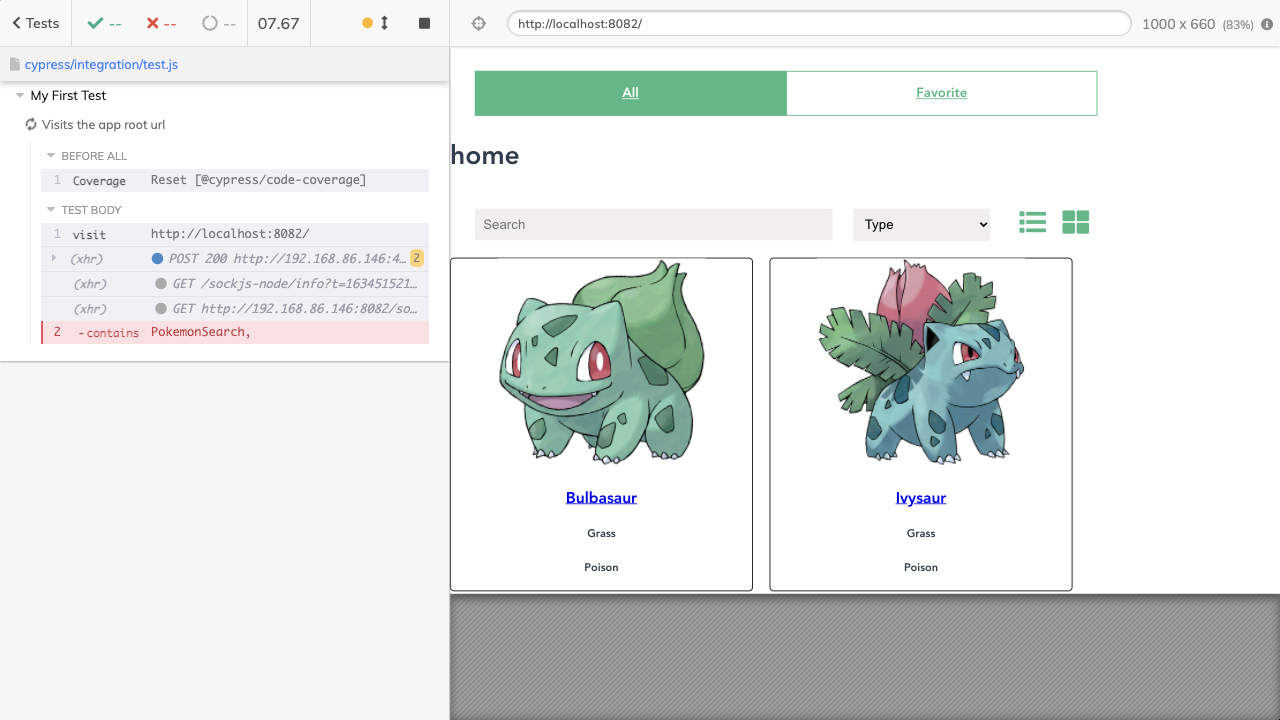 Tests -- -- -- 07.67
cypress/integration/test.js
My First Test
Visits the app root url
BEFORE ALL
1 Coverage Reset [@cypress/code-coverage]
TEST BODY
1 visit http://localhost:8082/
(xhr) POST 200 http://192.168.86.146:4… 2
(xhr) GET /sockjs-node/info?t=163451521…
(xhr) GET http://192.168.86.146:8082/so…
2 -contains PokemonSearch,
http://localhost:8082/ 1000 x 660 (83%)
All Favorite
home
Search Type
Bulbasaur
Grass
Poison
Ivysaur
Grass
Poison